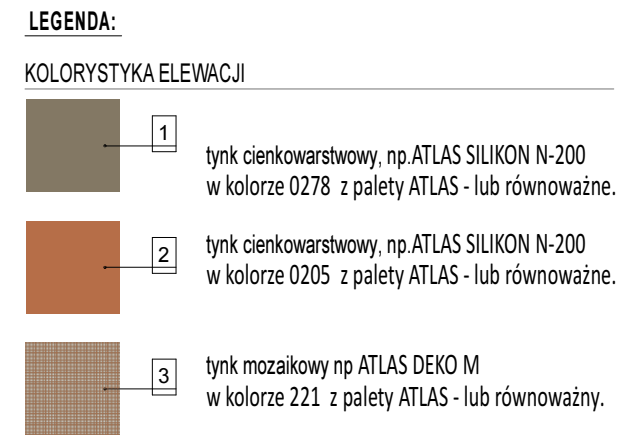 LEGENDA:
KOLORYSTYKA ELEWACJI
1
tynk cienkowarstwowy, np.ATLAS SILIKON N-200
w kolorze 0278 z palety ATLAS - lub równoważne.
2
tynk cienkowarstwowy, np.ATLAS SILIKON N-200
w kolorze 0205 z palety ATLAS - lub równoważne.
3
tynk mozaikowy np ATLAS DEKO M
w kolorze 221 z palety ATLAS - lub równoważny.